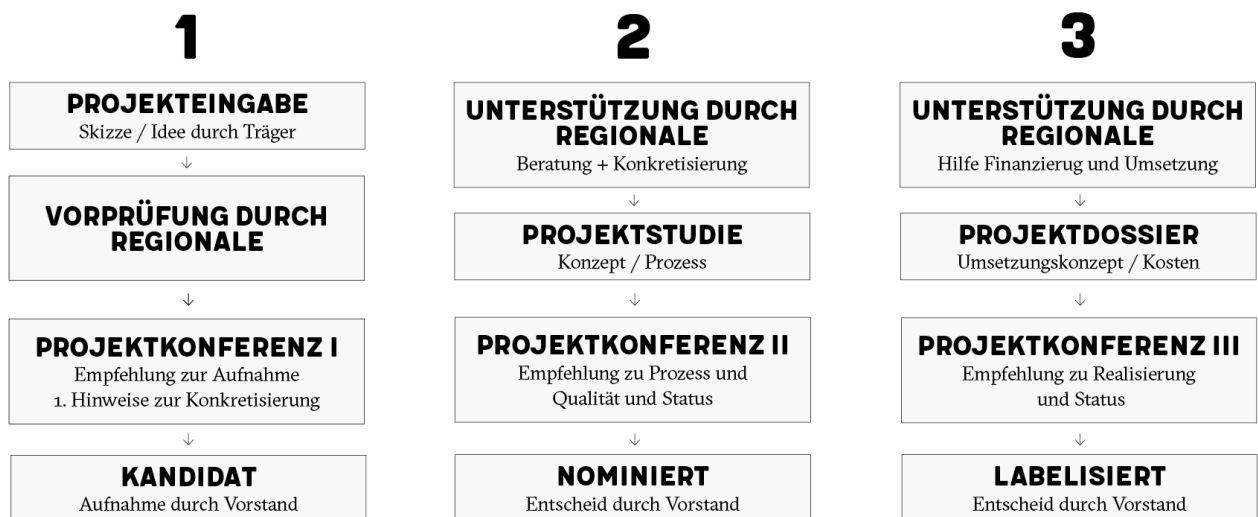 1
PROJEKTEINGABE
Skizze / Idee durch Träger
↓
VORPRÜFUNG DURCH
REGIONALE
↓
PROJEKTKONFERENZ I
Empfehlung zur Aufnahme
1. Hinweise zur Konkretisierung
↓
KANDIDAT
Aufnahme durch Vorstand
2
UNTERSTÜTZUNG DURCH
REGIONALE
Beratung + Konkretisierung
↓
PROJEKTSTUDIE
Konzept / Prozess
↓
PROJEKTKONFERENZ II
Empfehlung zu Prozess und
Qualität und Status
↓
NOMINIERT
Entscheid durch Vorstand
3
UNTERSTÜTZUNG DURCH
REGIONALE
Hilfe Finanzierug und Umsetzung
↓
PROJEKTDOSSIER
Umsetzungskonzept / Kosten
↓
PROJEKTKONFERENZ III
Empfehlung zu Realisierung
und Status
↓
LABELISIERT
Entscheid durch Vorstand